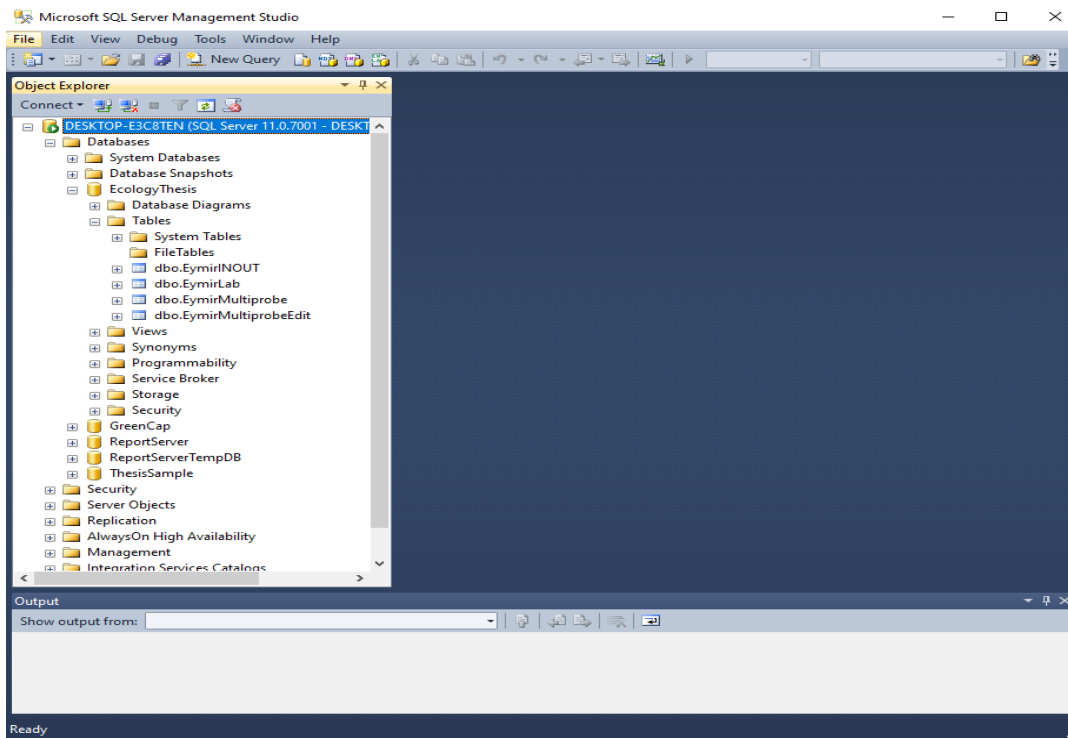 Microsoft SQL Server Management Studio
File Edit View Debug Tools Window Help
New Query
Object Explorer
Connect
DESKTOP-E3C8TEN (SQL Server 11.0.7001 - DESKT
Databases
System Databases
Database Snapshots
EcologyThesis
Database Diagrams
Tables
System Tables
FileTables
dbo.EymirINOUT
dbo.EymirLab
dbo.EymirMultiprobe
dbo.EymirMultiprobeEdit
Views
Synonyms
Programmability
Service Broker
Storage
Security
GreenCap
ReportServer
ReportServerTempDB
ThesisSample
Security
Server Objects
Replication
AlwaysOn High Availability
Management
Integration Services Catalogs
Output
Show output from:
Ready